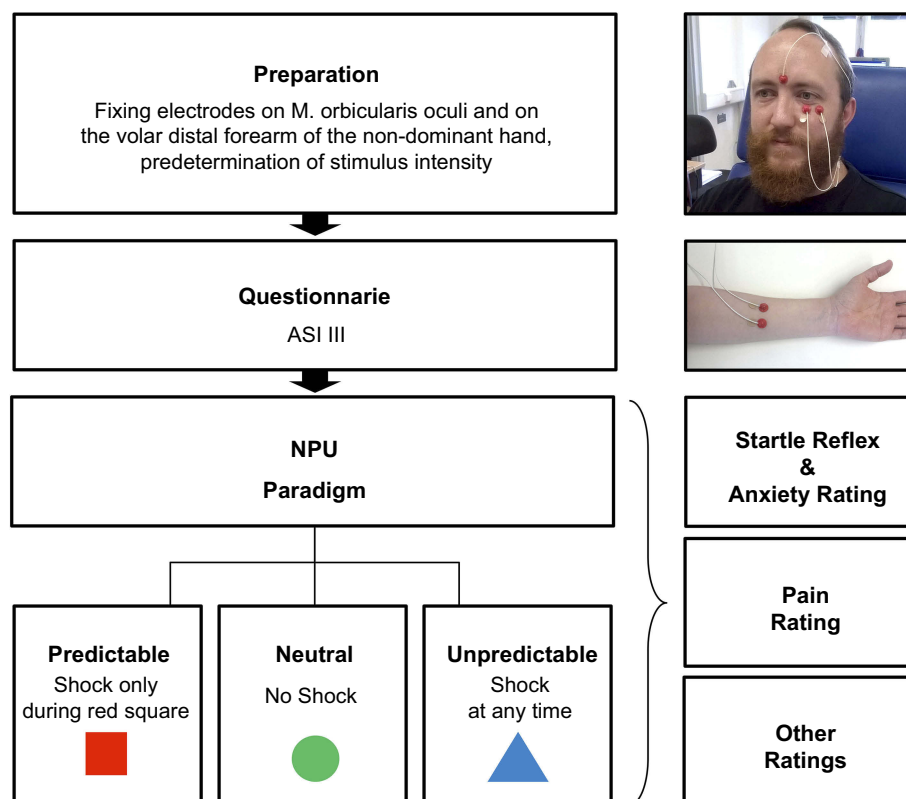 Preparation
Fixing electrodes on M. orbicularis oculi and on
the volar distal forearm of the non-dominant hand,
predetermination of stimulus intensity
Questionnarie
ASI III
NPU
Paradigm
Predictable
Shock only
during red square
Neutral
No Shock
Unpredictable
Shock
at any time
Startle Reflex
&
Anxiety Rating
Pain
Rating
Other
Ratings